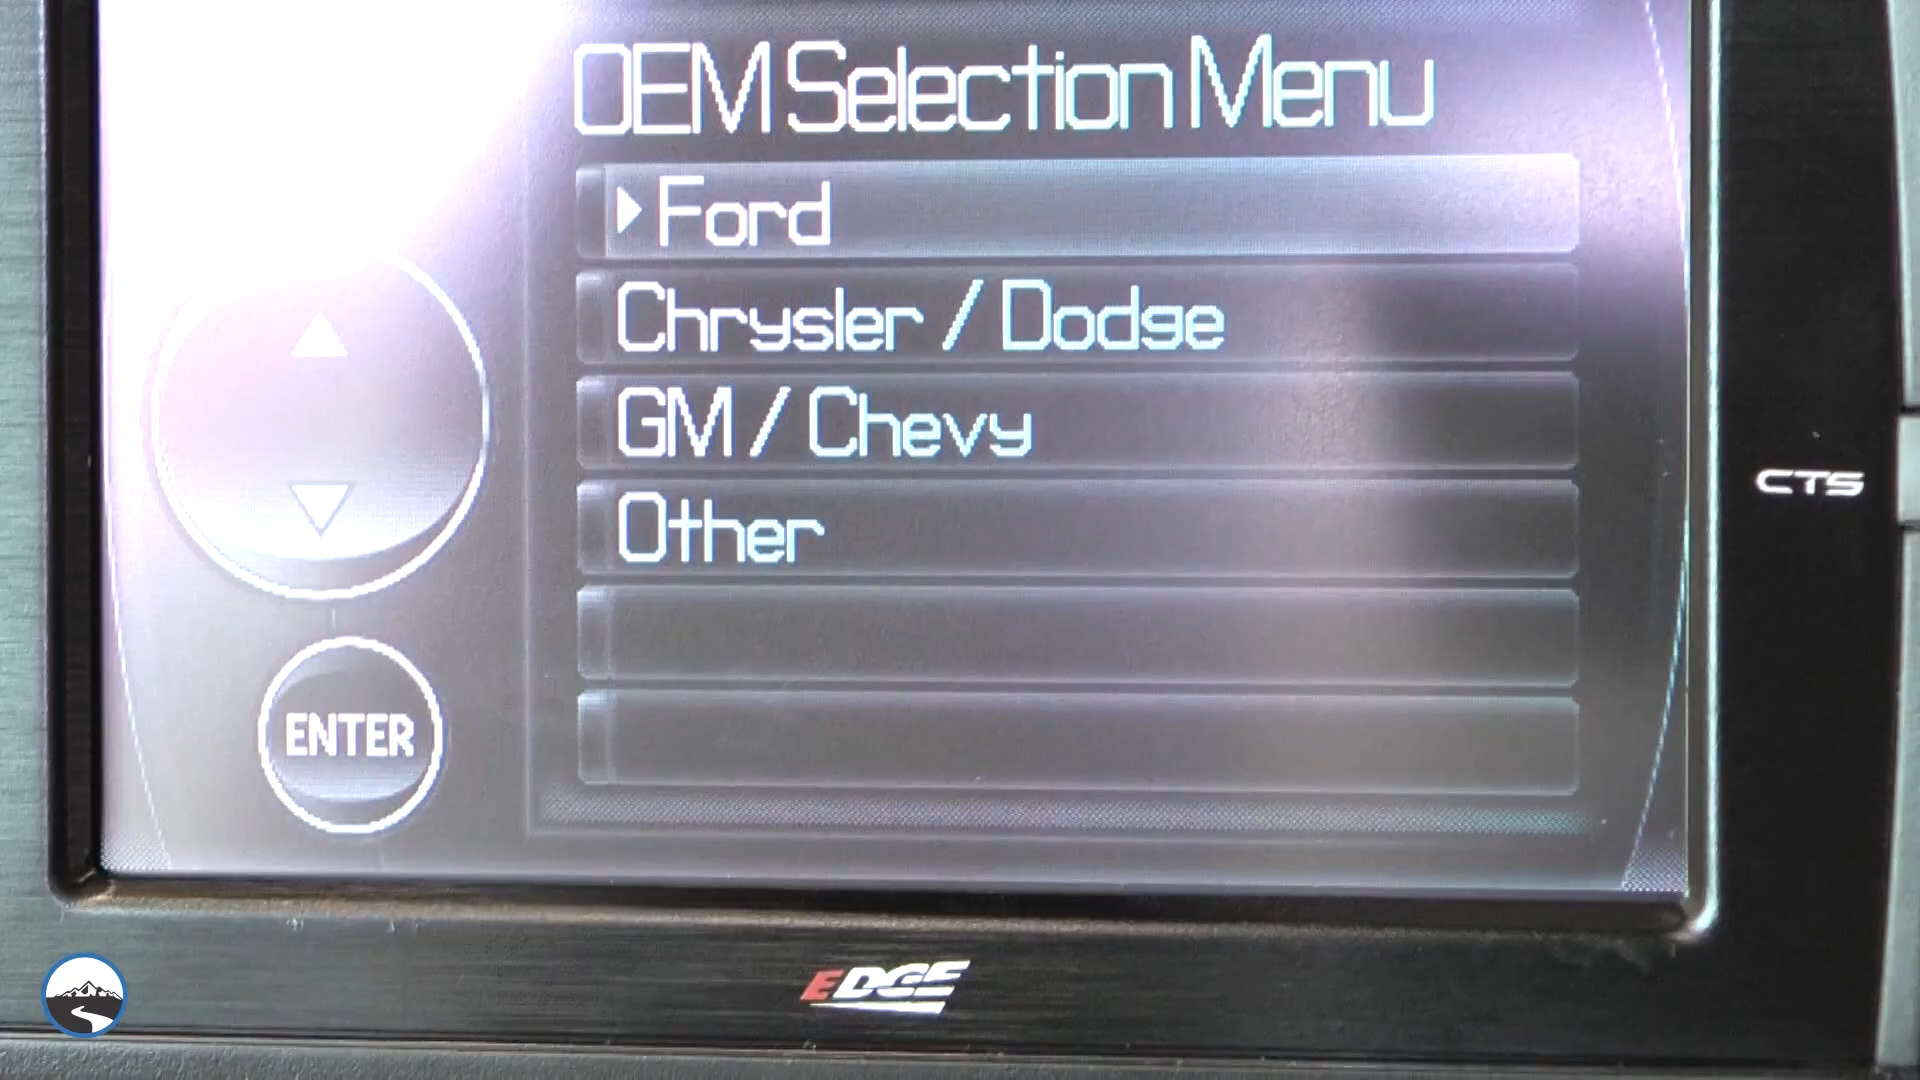 OEM Selection Menu
Ford
Chrysler / Dodge
GM / Chevy
Other
ENTER
CTS
EDGE